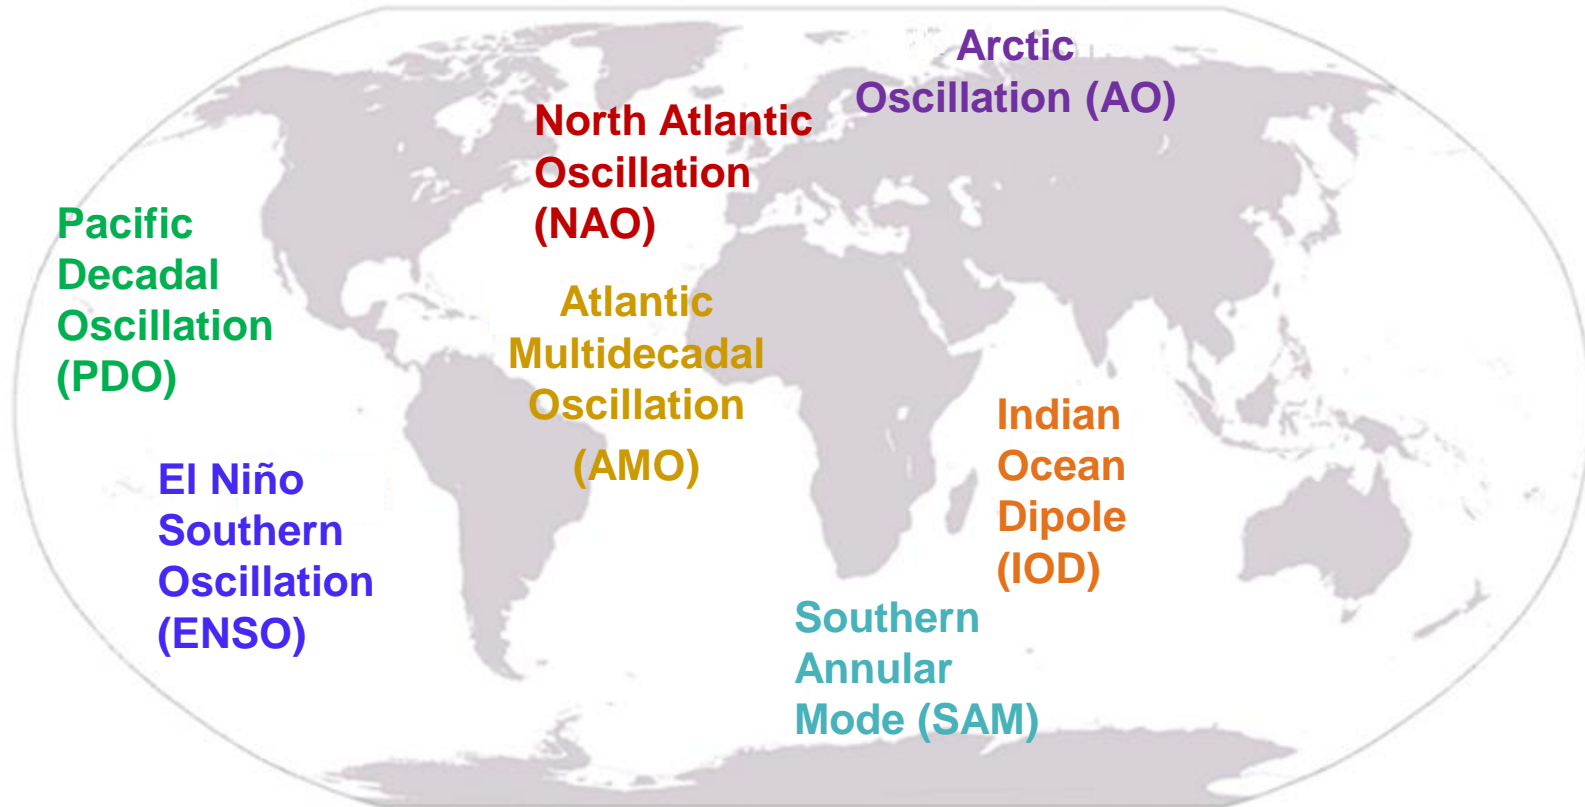 Arctic
Oscillation (AO)
North Atlantic
Oscillation
(NAO)
Pacific
Decadal
Oscillation
(PDO)
Atlantic
Multidecadal
Oscillation
(AMO)
Indian
Ocean
Dipole
(IOD)
El Niño
Southern
Oscillation
(ENSO)
Southern
Annular
Mode (SAM)